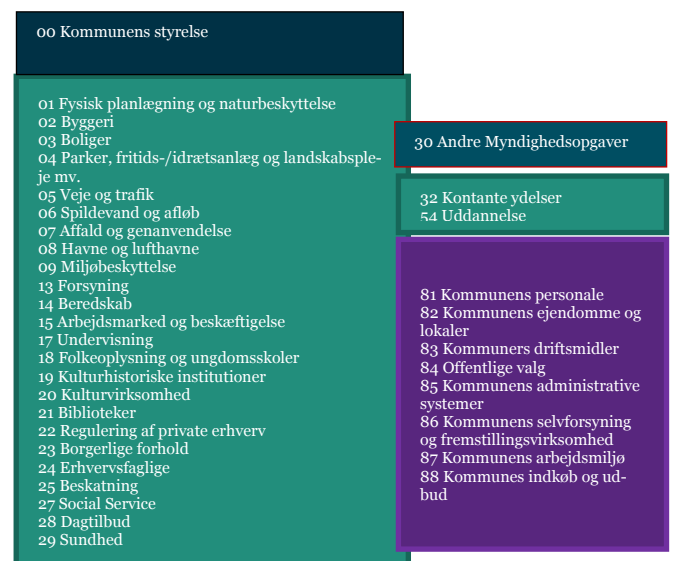 00 Kommunens styrelse
01 Fysisk planlægning og naturbeskyttelse
02 Byggeri
03 Boliger
04 Parker, fritids-/idrætsanlæg og landskabsple-
je mv.
05 Veje og trafik
06 Spildevand og afløb
07 Affald og genanvendelse
08 Havne og lufthavne
09 Miljøbeskyttelse
13 Forsyning
14 Beredskab
15 Arbejdsmarked og beskæftigelse
17 Undervisning
18 Folkeoplysning og ungdomsskoler
19 Kulturhistoriske institutioner
20 Kulturvirksomhed
21 Biblioteker
22 Regulering af private erhverv
23 Borgerlige forhold
24 Erhvervsfaglige
25 Beskatning
27 Social Service
28 Dagtilbud
29 Sundhed
30 Andre Myndighedsopgaver
32 Kontante ydelser
54 Uddannelse
81 Kommunens personale
82 Kommunens ejendomme og
lokaler
83 Kommuners driftsmidler
84 Offentlige valg
85 Kommunens administrative
systemer
86 Kommunens selvforsyning
og fremstillingsvirksomhed
87 Kommunens arbejdsmiljø
88 Kommunes indkøb og ud-
bud